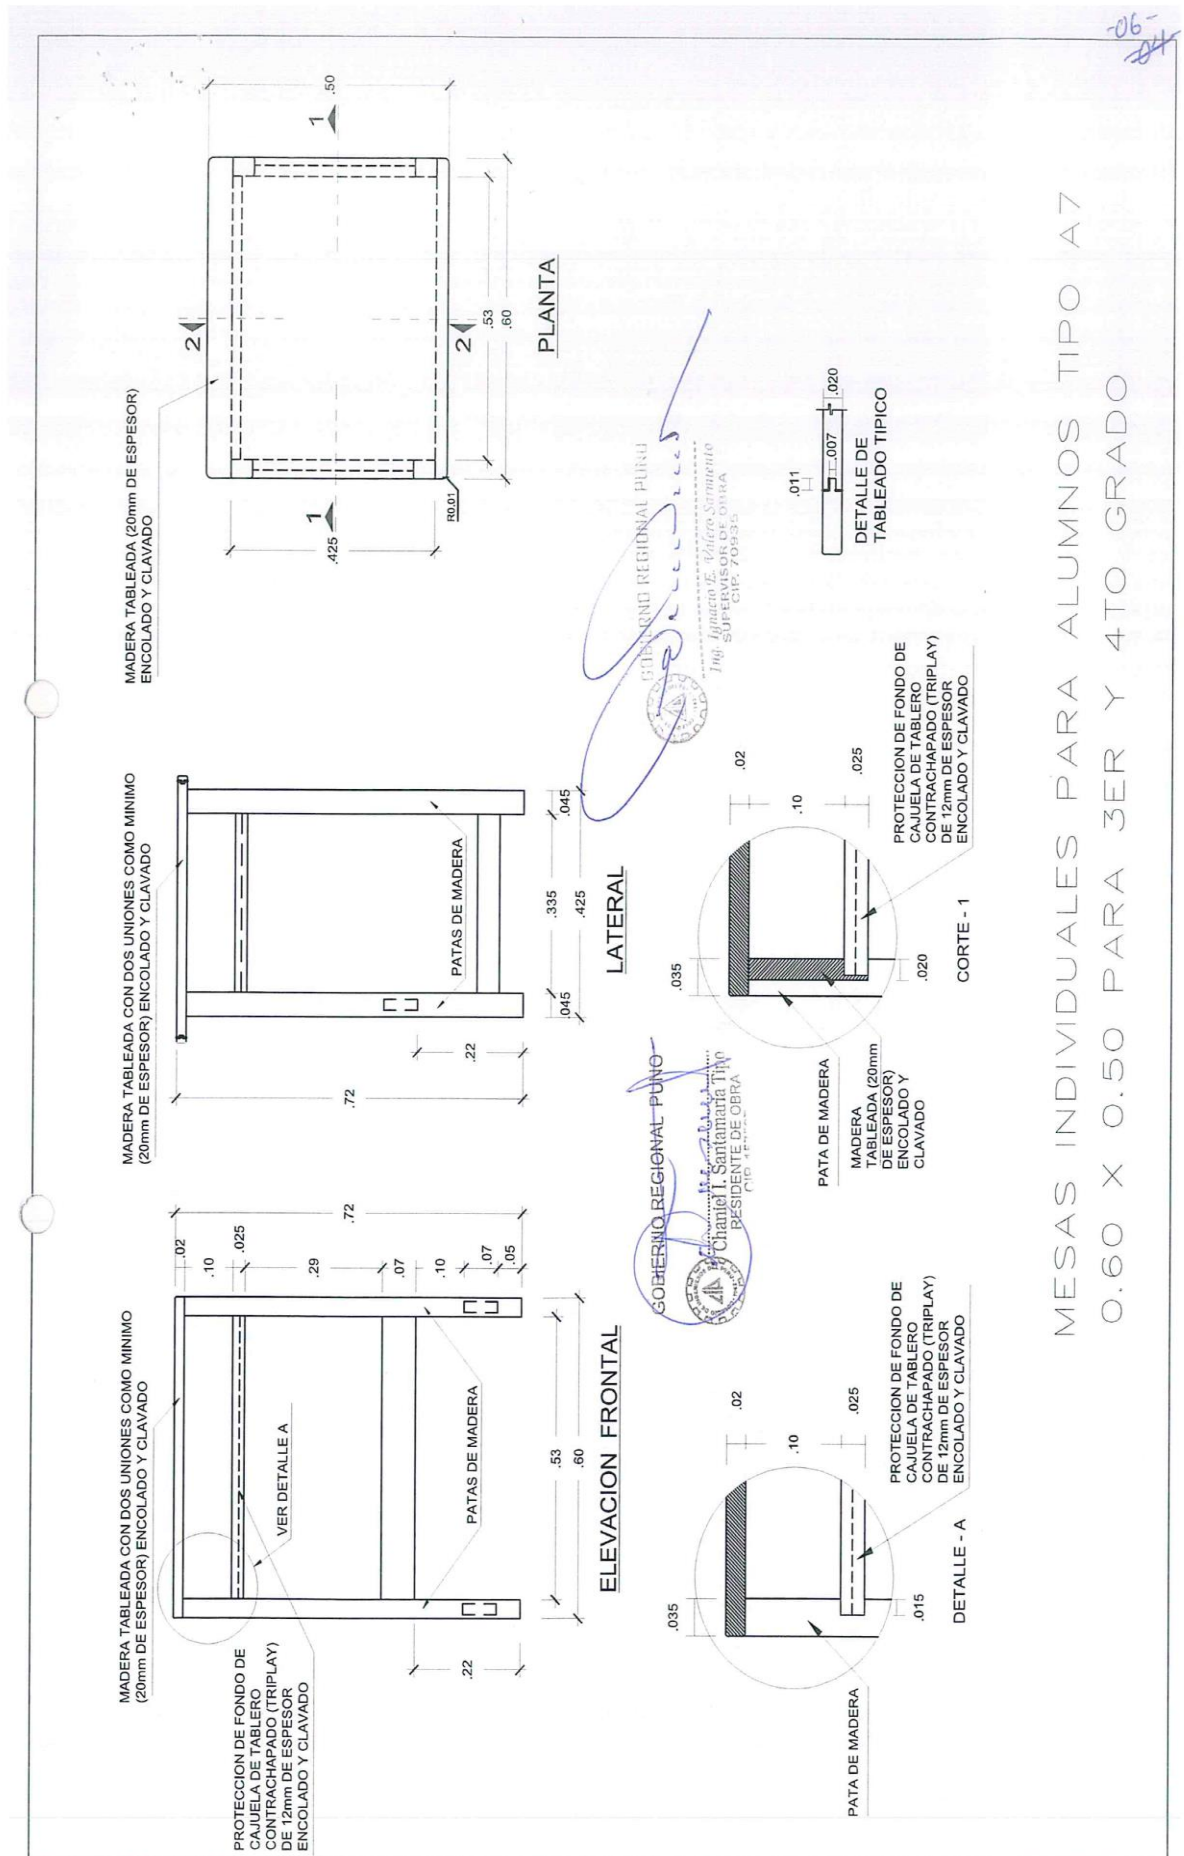 -06-
04
MADERA TABLEADA CON DOS UNIONES COMO MINIMO
(20mm DE ESPESOR) ENCOLADO Y CLAVADO
PROTECCION DE FONDO DE
CAJUELA DE TABLERO
CONTRACHAPADO (TRIPLAY)
DE 12mm DE ESPESOR
ENCOLADO Y CLAVADO
VER DETALLE A
PATAS DE MADERA
.02
.10
.025
.29
.07
.10
.07
.05
.72
.22
.53
.60
ELEVACION FRONTAL
MADERA TABLEADA CON DOS UNIONES COMO MINIMO
(20mm DE ESPESOR) ENCOLADO Y CLAVADO
.72
.22
PATAS DE MADERA
.045
.335
.045
.425
LATERAL
MADERA TABLEADA (20mm DE ESPESOR)
ENCOLADO Y CLAVADO
2
2
1
1
.50
.425
R0.01
.53
.60
PLANTA
.035
.02
.10
.025
.015
PATA DE MADERA
PROTECCION DE FONDO DE
CAJUELA DE TABLERO
CONTRACHAPADO (TRIPLAY)
DE 12mm DE ESPESOR
ENCOLADO Y CLAVADO
DETALLE - A
GOBIERNO REGIONAL PUNO
Chaniel I. Santamaria Tipo
RESIDENTE DE OBRA
CIP
.035
.02
.10
.025
.020
PATA DE MADERA
MADERA
TABLEADA (20mm
DE ESPESOR)
ENCOLADO Y
CLAVADO
PROTECCION DE FONDO DE
CAJUELA DE TABLERO
CONTRACHAPADO (TRIPLAY)
DE 12mm DE ESPESOR
ENCOLADO Y CLAVADO
CORTE - 1
GOBIERNO REGIONAL PUNO
Ing. Ignacio E. Valero Sarmiento
SUPERVISOR DE OBRA
CIP. 70935
.011
.007
.020
DETALLE DE
TABLEADO TIPICO
MESAS INDIVIDUALES PARA ALUMNOS TIPO A7
0.60 X 0.50 PARA 3ER Y 4TO GRADO